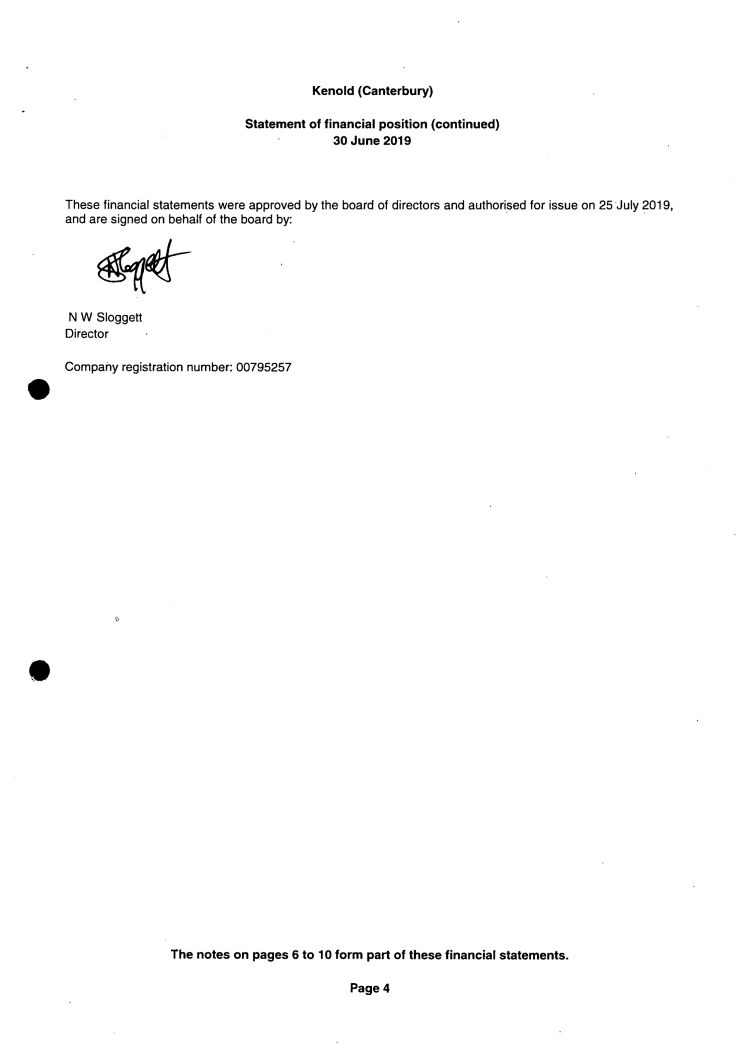 Kenold (Canterbury)
Statement of financial position (continued)
30 June 2019
These financial statements were approved by the board of directors and authorised for issue on 25 July 2019,
and are signed on behalf of the board by:
N W Sloggett
Director
Company registration number: 00795257
The notes on pages 6 to 10 form part of these financial statements.
Page 4